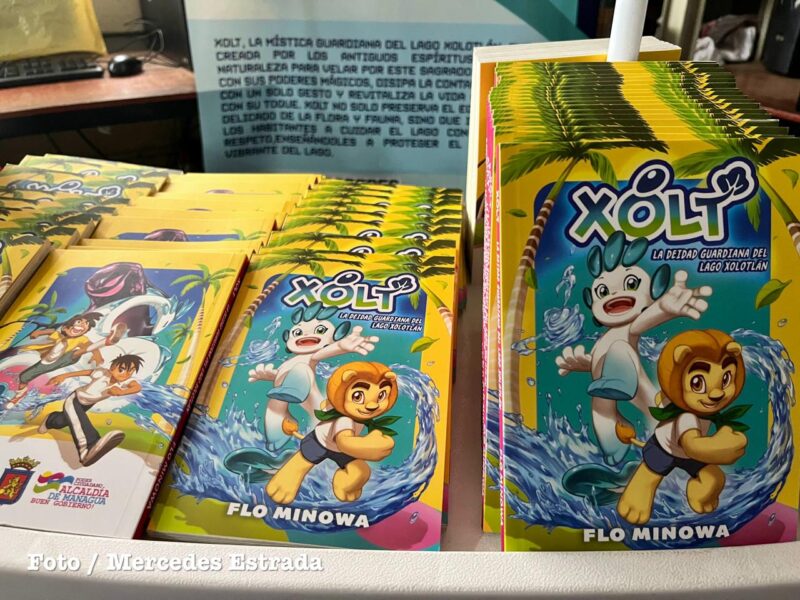 XOLT, LA MÍSTICA GUARDIANA DEL LAGO XOLOTLÁN
CREADA POR LOS ANTIGUOS ESPÍRITUS
NATURALEZA PARA VELAR POR ESTE SAGRADO
CON SUS PODERES MÁGICOS, DISIPA LA
CON UN SOLO GESTO Y REVITALIZA LA VIDA
CON SU TOQUE. XOLT NO SOLO PRESERVA EL
DELICADO DE LA FLORA Y FAUNA, SINO QUE
LOS HABITANTES A CUIDAR EL LAGO CON
RESPETO, ENSEÑÁNDOLES A PROTEGER EL
VIBRANTE DEL LAGO.
XOLT
LA DEIDAD GUARDIANA DEL
LAGO XOLOTLÁN
FLO MINOWA
XOLT
LA DEIDAD GUARDIANA DEL
LAGO XOLOTLÁN
FLO MINOWA
PODER
CIUDADANO,
ALCALDÍA
DE MANAGUA
BUEN GOBIERNO!
Foto / Mercedes Estrada